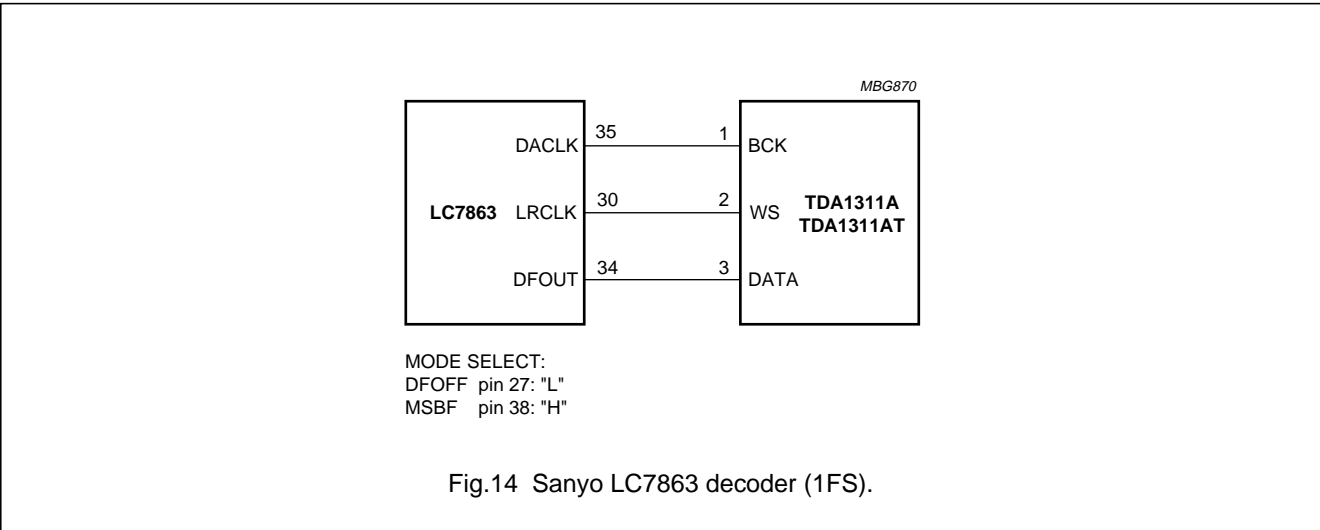 MBG870
DACLK 35 1 BCK
LC7863 LRCLK 30 2 WS TDA1311A
TDA1311AT
DFOUT 34 3 DATA
MODE SELECT:
DFOFF pin 27: "L"
MSBF pin 38: "H"
Fig.14 Sanyo LC7863 decoder (1FS).